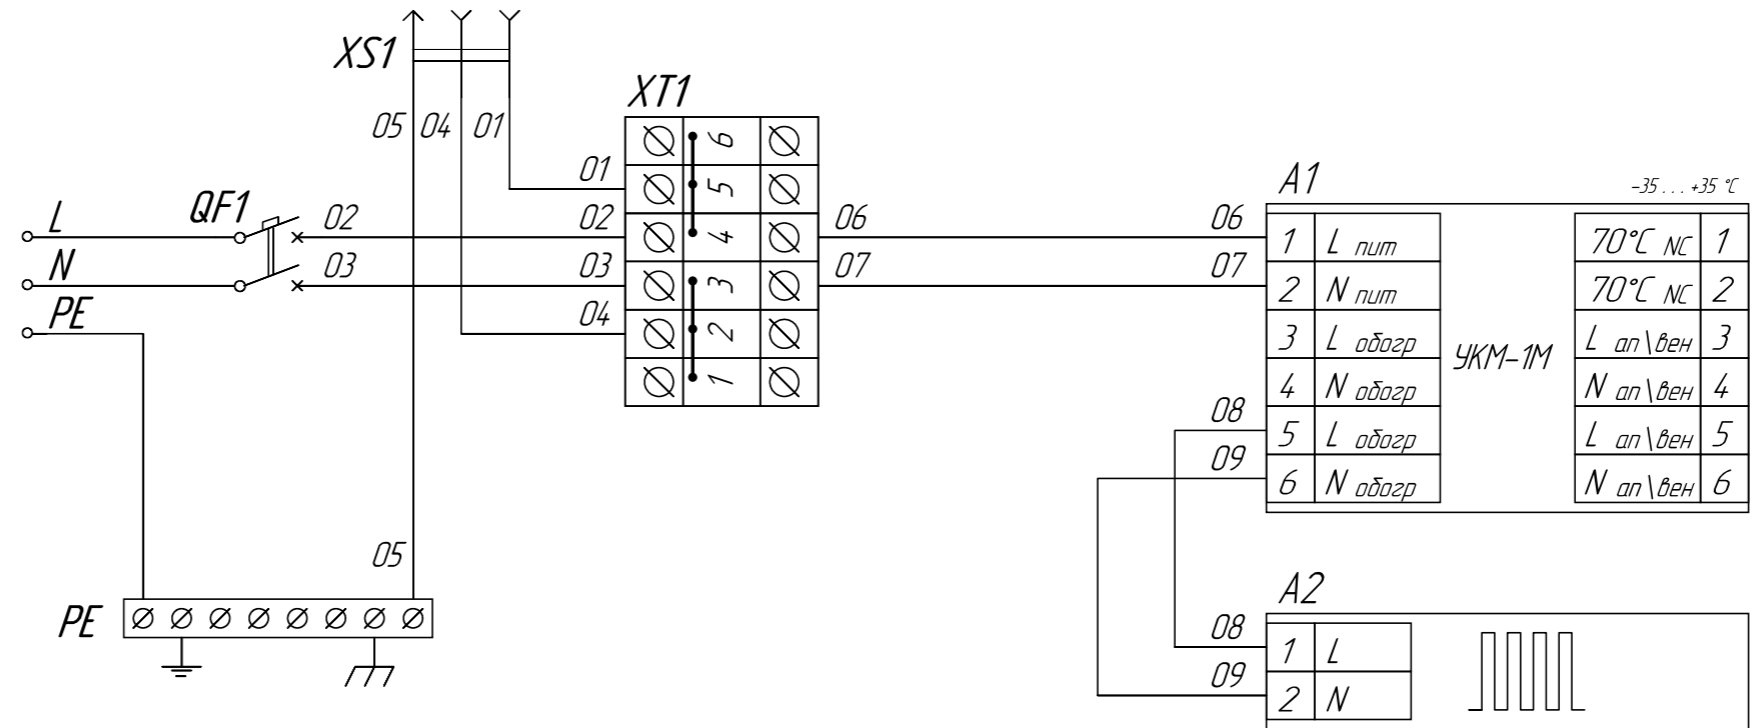 XS1
XT1
05 04 01
6
01
5
A1
-35 ... +35 °C
L
QF1
02
02
4
06
06
1 L пит
70°C NC 1
N
03
03
3
07
07
2 N пит
70°C NC 2
PE
04
2
3 L обогр
УКМ-1М
L ап\вен 3
1
4 N обогр
N ап\вен 4
08
5 L обогр
L ап\вен 5
09
6 N обогр
N ап\вен 6
05
A2
PE
08
1 L
09
2 N